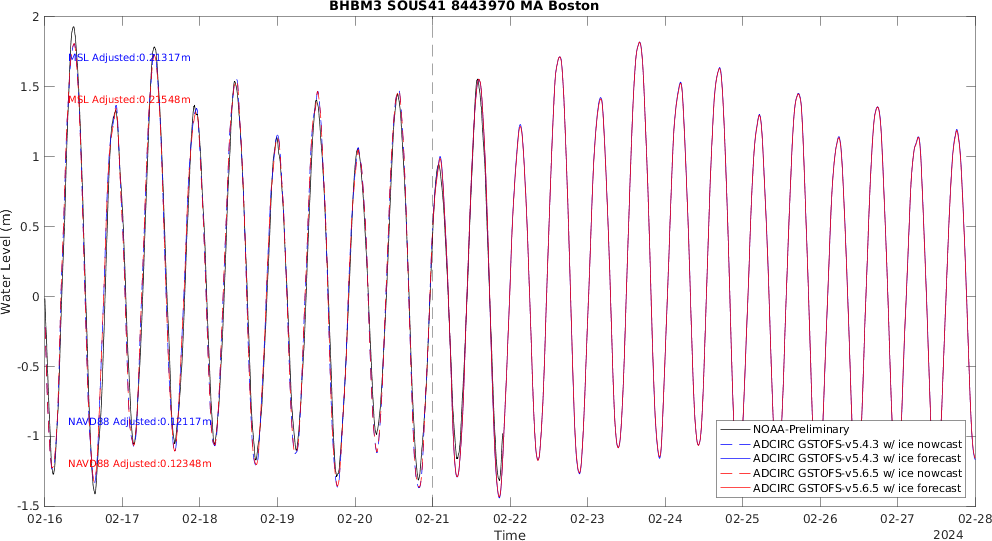 BHBM3 SOUS41 8443970 MA Boston
2
1.5
1
0.5
0
-0.5
-1
-1.5
Water Level (m)
MSL Adjusted:0.21317m
MSL Adjusted:0.21548m
NAVD88 Adjusted:0.12117m
NAVD88 Adjusted:0.12348m
NOAA-Preliminary
ADCIRC GSTOFS-v5.4.3 w/ ice nowcast
ADCIRC GSTOFS-v5.4.3 w/ ice forecast
ADCIRC GSTOFS-v5.6.5 w/ ice nowcast
ADCIRC GSTOFS-v5.6.5 w/ ice forecast
02-16 02-17 02-18 02-19 02-20 02-21 02-22 02-23 02-24 02-25 02-26 02-27 02-28
Time
2024